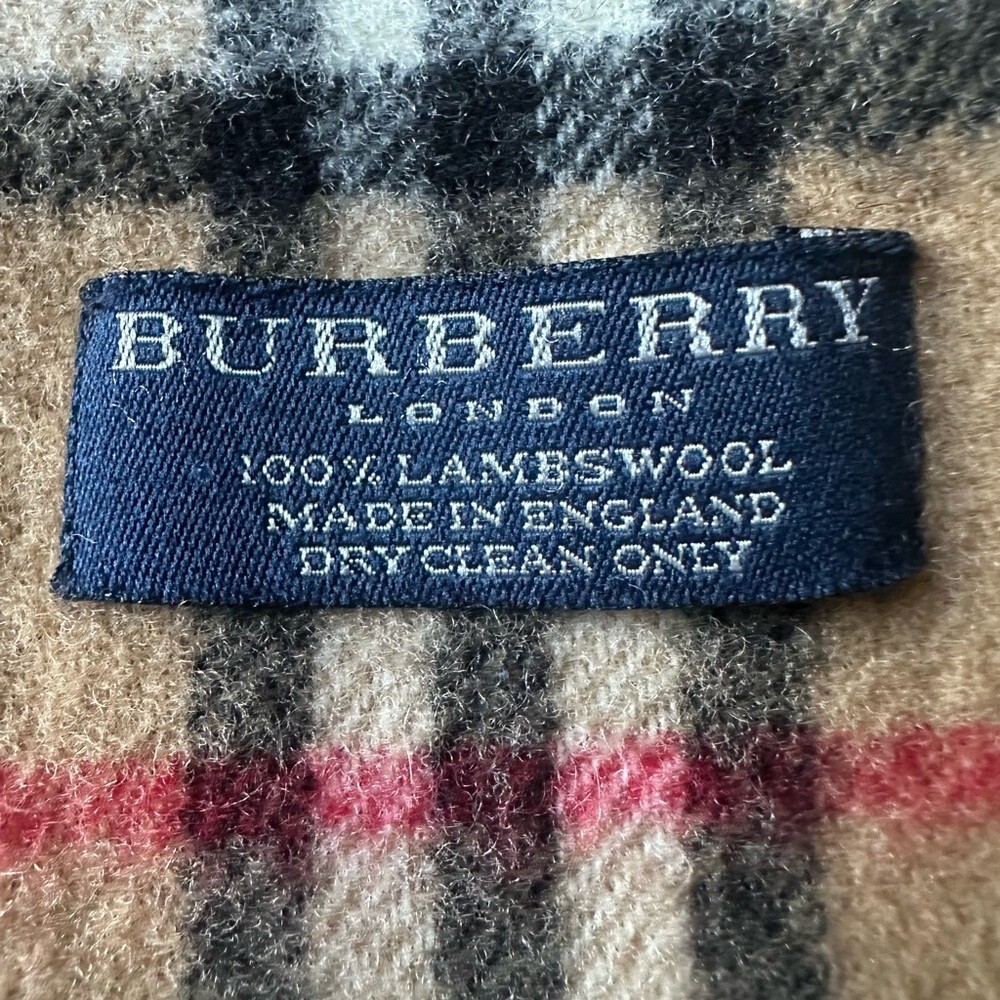 BURBERRY
LONDON
100% LAMBSWOOL
MADE IN ENGLAND
DRY CLEAN ONLY